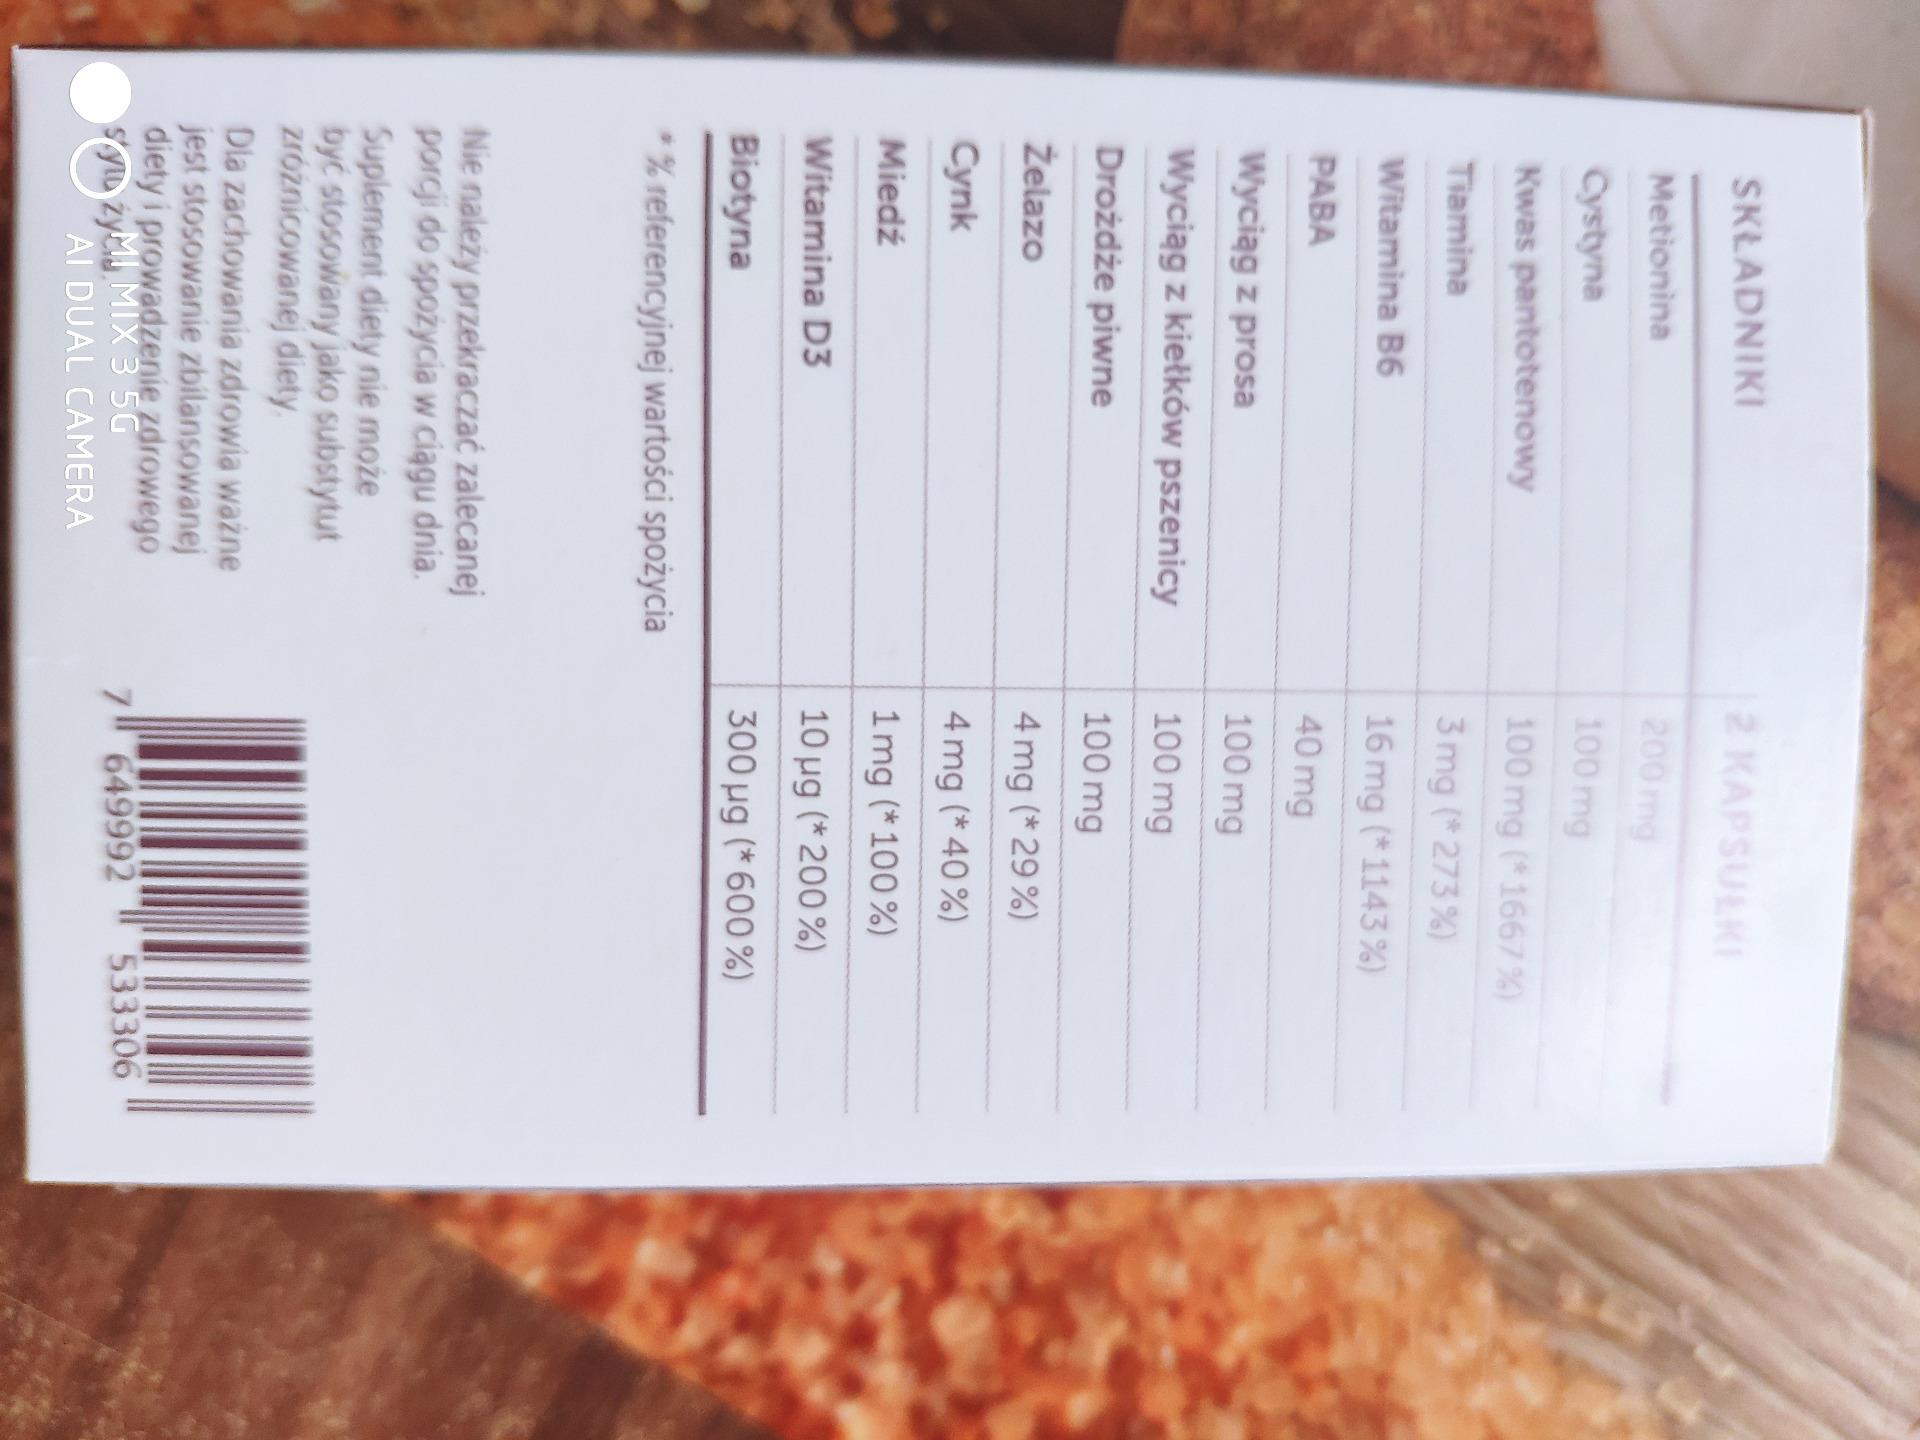 SKŁADNIKI 2 KAPSUŁKI
Metionina 200 mg
Cystyna 100 mg
Kwas pantotenowy 100 mg (*1667 %)
Tiamina 3 mg (*273 %)
Witamina B6 16 mg (*1143 %)
PABA 40 mg
Wyciąg z prosa 100 mg
Wyciąg z kiełków pszenicy 100 mg
Drożdże piwne 100 mg
Żelazo 4 mg (*29 %)
Cynk 4 mg (*40 %)
Miedź 1 mg (*100 %)
Witamina D3 10 µg (*200 %)
Biotyna 300 µg (*600 %)
* % referencyjnej wartości spożycia
Nie należy przekraczać zalecanej
porcji do spożycia w ciągu dnia.
Suplement diety nie może
być stosowany jako substytut
zróżnicowanej diety.
Dla zachowania zdrowia ważne
jest stosowanie zbilansowanej
diety i prowadzenie zdrowego
stylu życia.
7 649992 533306
MI MIX 3 5G
AI DUAL CAMERA